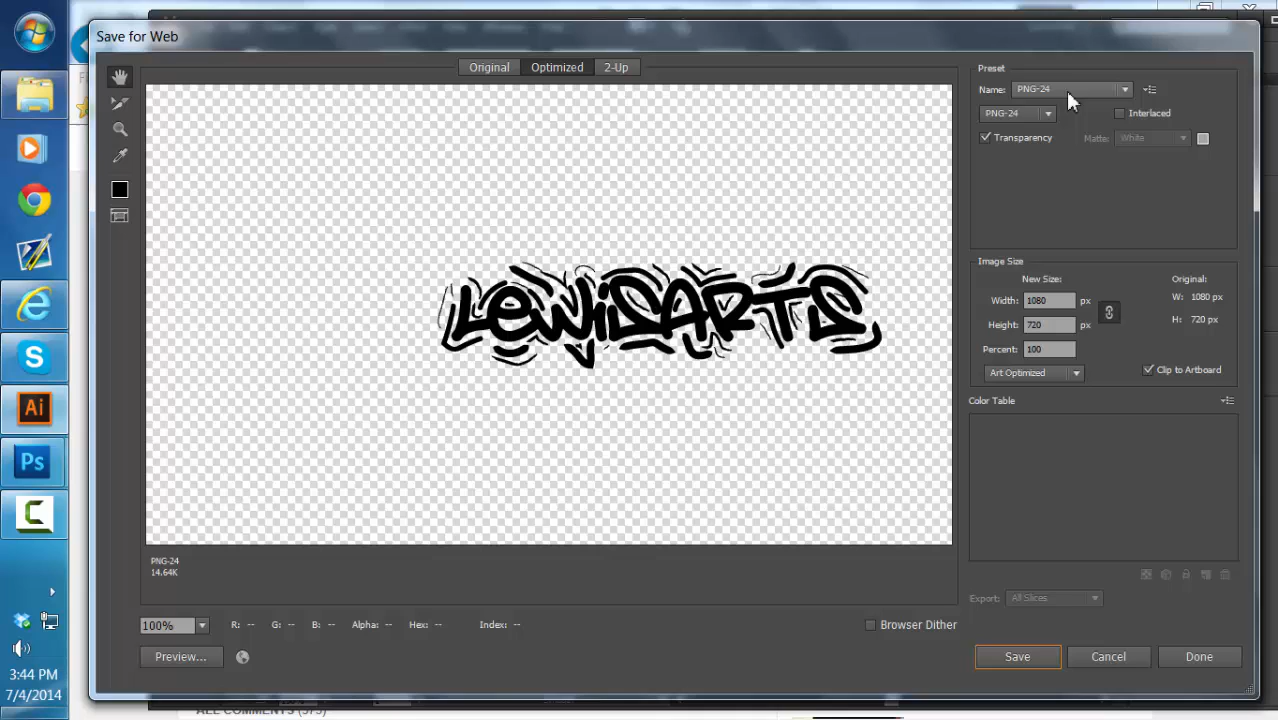 Save for Web
Original
Optimized
2-Up
Preset
Name:
PNG-24
PNG-24
Interlaced
Transparency
Matte:
White
LewisARTS
Image Size
New Size:
Original:
Width:
1080
px
W: 1080 px
Height:
720
px
H: 720 px
Percent:
100
Art Optimized
Clip to Artboard
Color Table
PNG-24
14.64K
Export:
All Slices
100%
R: --
G: --
B: --
Alpha: --
Hex: --
Index: --
Browser Dither
Preview...
Save
Cancel
Done
Ai
Ps
3:44 PM
7/4/2014
ALL COMMENTS (575)